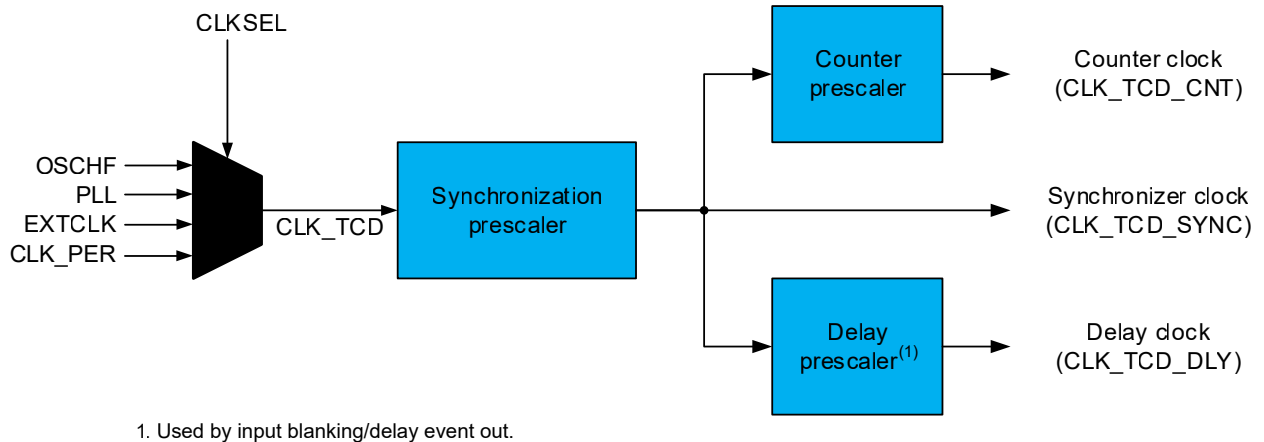 CLKSEL
OSCHF
PLL
EXTCLK
CLK_PER
CLK_TCD
Synchronization
prescaler
Counter
prescaler
Counter clock
(CLK_TCD_CNT)
Synchronizer clock
(CLK_TCD_SYNC)
Delay
prescaler(1)
Delay clock
(CLK_TCD_DLY)
1. Used by input blanking/delay event out.